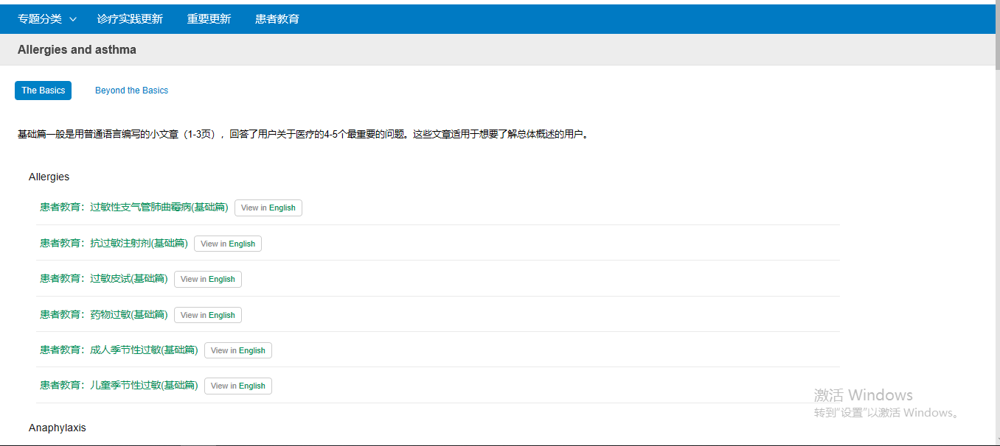 专题分类 诊疗实践更新 重要更新 患者教育
Allergies and asthma
The Basics Beyond the Basics
基础篇一般是用普通语言编写的小文章（1-3页），回答了用户关于医疗的4-5个最重要的问题。这些文章适用于想要了解总体概述的用户。
Allergies
患者教育：过敏性支气管肺曲霉病(基础篇) View in English
患者教育：抗过敏注射剂(基础篇) View in English
患者教育：过敏皮试(基础篇) View in English
患者教育：药物过敏(基础篇) View in English
患者教育：成人季节性过敏(基础篇) View in English
患者教育：儿童季节性过敏(基础篇) View in English
激活 Windows
转到“设置”以激活 Windows。
Anaphylaxis